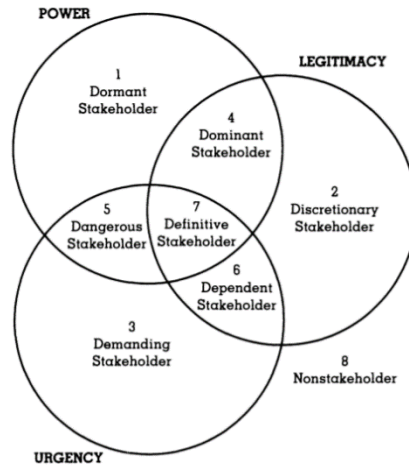 POWER
LEGITIMACY
1
Dormant
Stakeholder
4
Dominant
Stakeholder
2
Discretionary
Stakeholder
5
Dangerous
Stakeholder
7
Definitive
Stakeholder
6
Dependent
Stakeholder
3
Demanding
Stakeholder
8
Nonstakeholder
URGENCY